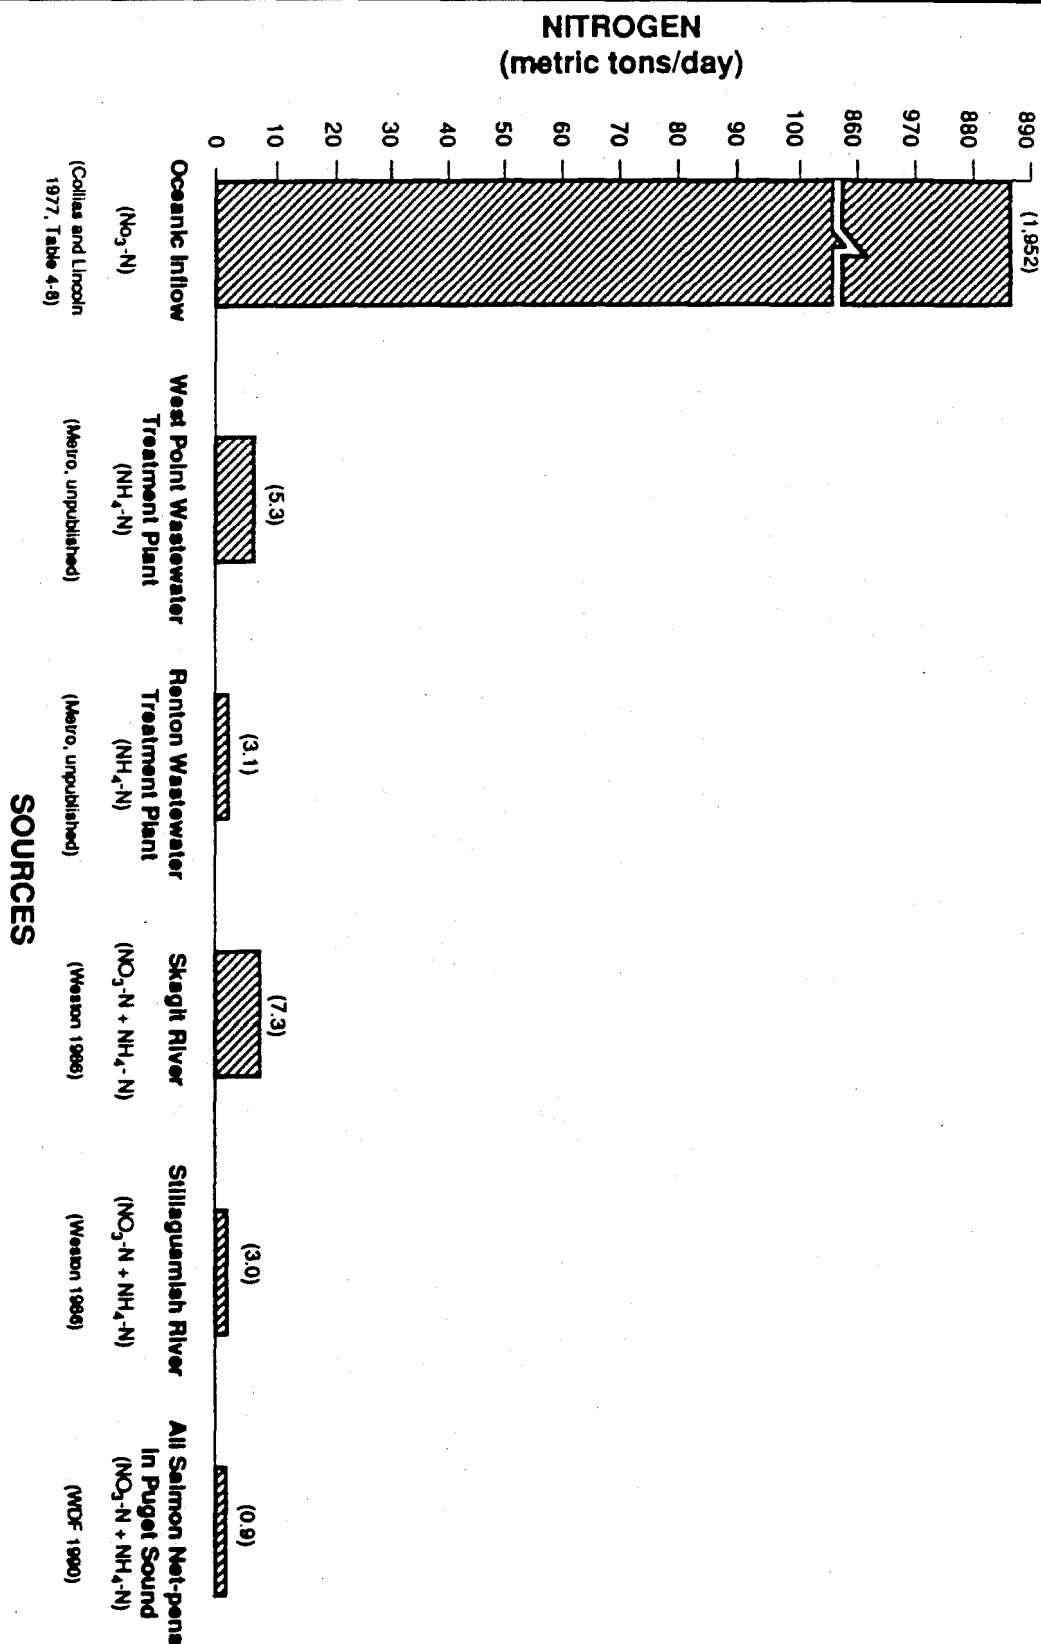 NITROGEN
(metric tons/day)
890
880
970
860
100
90
80
70
60
50
40
30
20
10
0
(1,952)
(5.3)
(3.1)
(7.3)
(3.0)
(0.9)
Oceanic Inflow
(No3-N)
(Collias and Lincoln
1977, Table 4-8)
West Point Wastewater
Treatment Plant
(NH4-N)
(Metro, unpublished)
Renton Wastewater
Treatment Plant
(NH4-N)
(Metro, unpublished)
Skagit River
(NO3-N + NH4-N)
(Weston 1986)
Stillaguamish River
(NO3-N + NH4-N)
(Weston 1986)
All Salmon Net-pens
in Puget Sound
(NO3-N + NH4-N)
(WDF 1990)
SOURCES